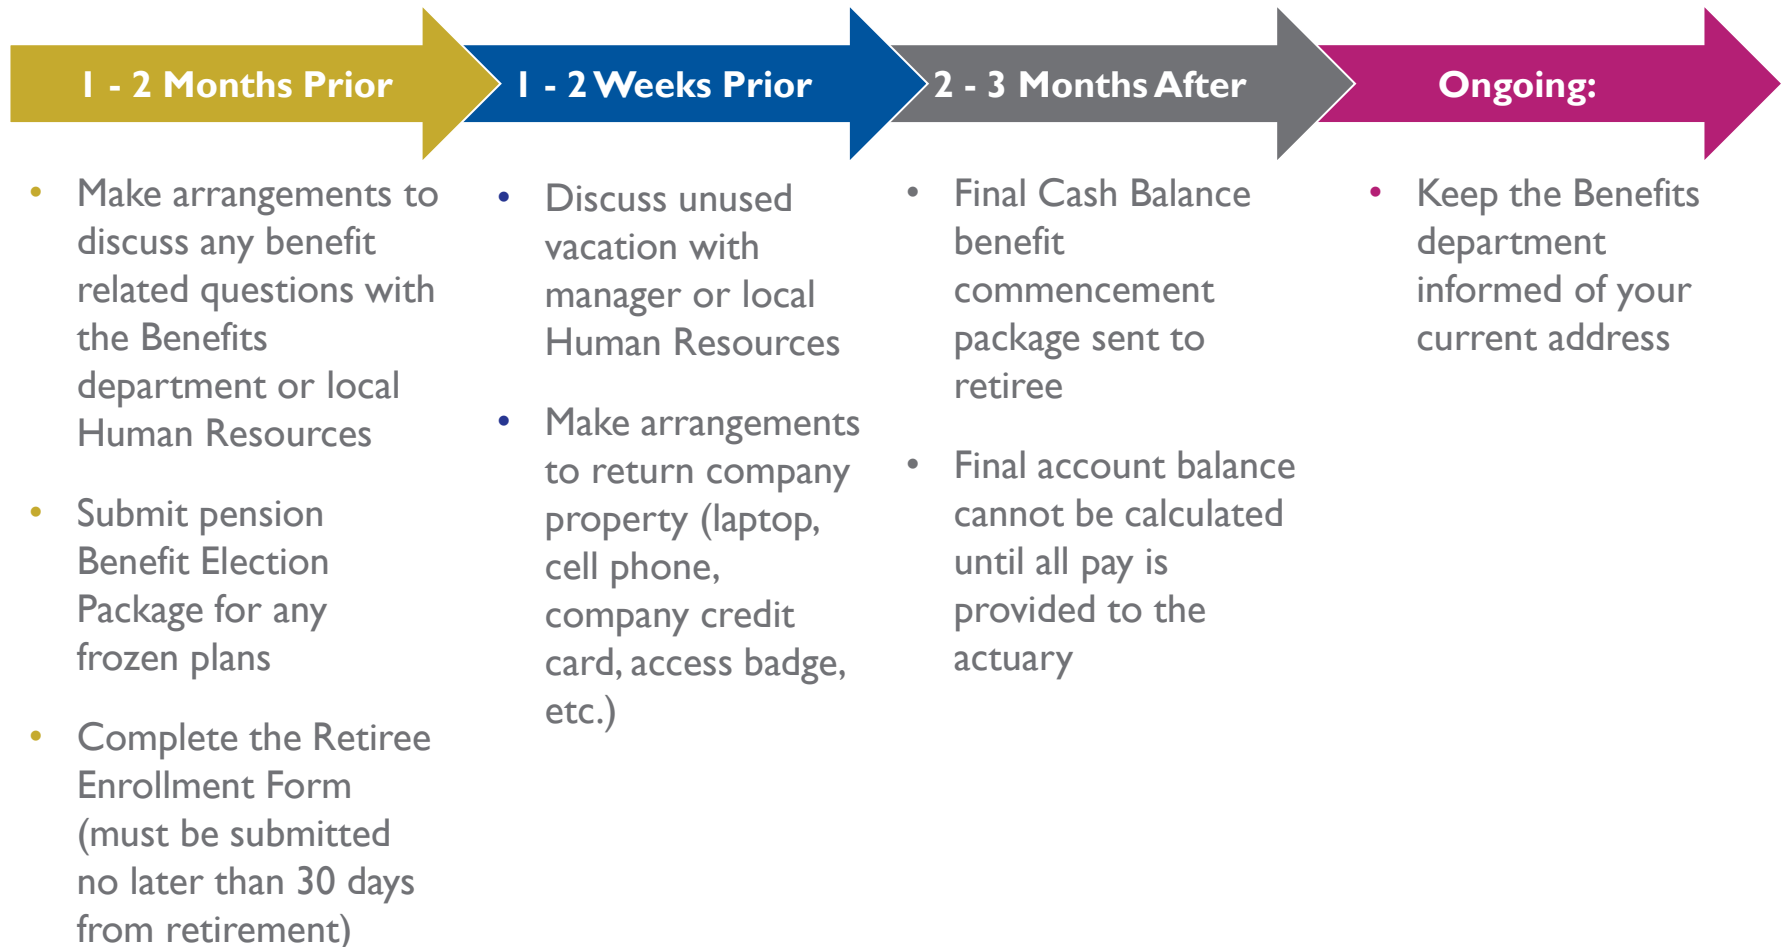 1 - 2 Months Prior
• Make arrangements to
discuss any benefit
related questions with
the Benefits
department or local
Human Resources
• Submit pension
Benefit Election
Package for any
frozen plans
• Complete the Retiree
Enrollment Form
(must be submitted
no later than 30 days
from retirement)
1 - 2 Weeks Prior
• Discuss unused
vacation with
manager or local
Human Resources
• Make arrangements
to return company
property (laptop,
cell phone,
company credit
card, access badge,
etc.)
2 - 3 Months After
• Final Cash Balance
benefit
commencement
package sent to
retiree
• Final account balance
cannot be calculated
until all pay is
provided to the
actuary
Ongoing:
• Keep the Benefits
department
informed of your
current address